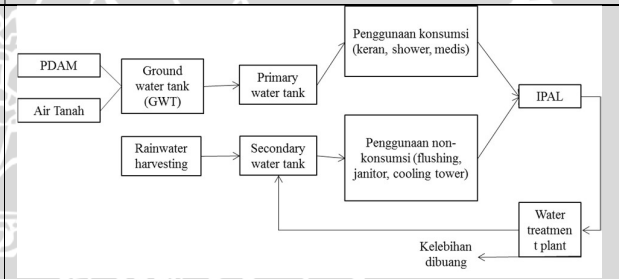 PDAM
Air Tanah
Ground
water tank
(GWT)
Primary
water tank
Penggunaan konsumsi
(keran, shower, medis)
IPAL
Rainwater
harvesting
Secondary
water tank
Penggunaan non-
konsumsi (flushing,
janitor, cooling tower)
Water
treatmen
t plant
Kelebihan
dibuang